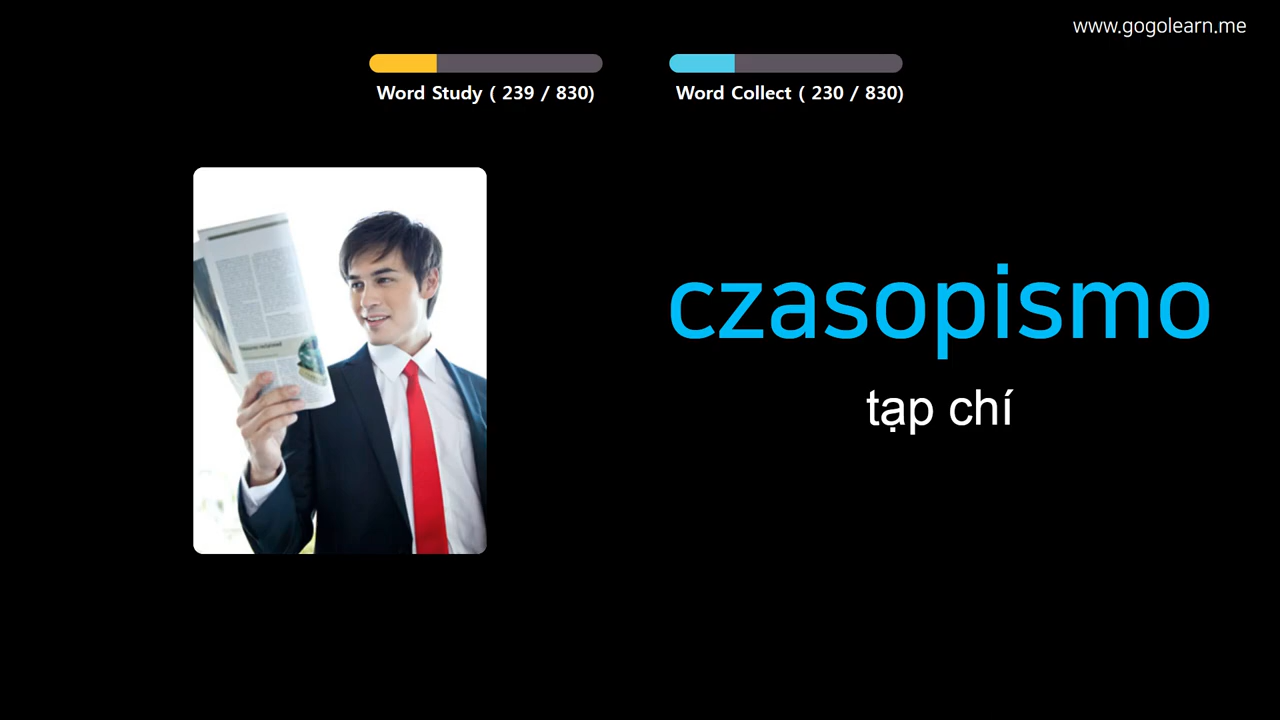 www.gogolearn.me
Word Study ( 239 / 830)
Word Collect ( 230 / 830)
czasopismo
tạp chí